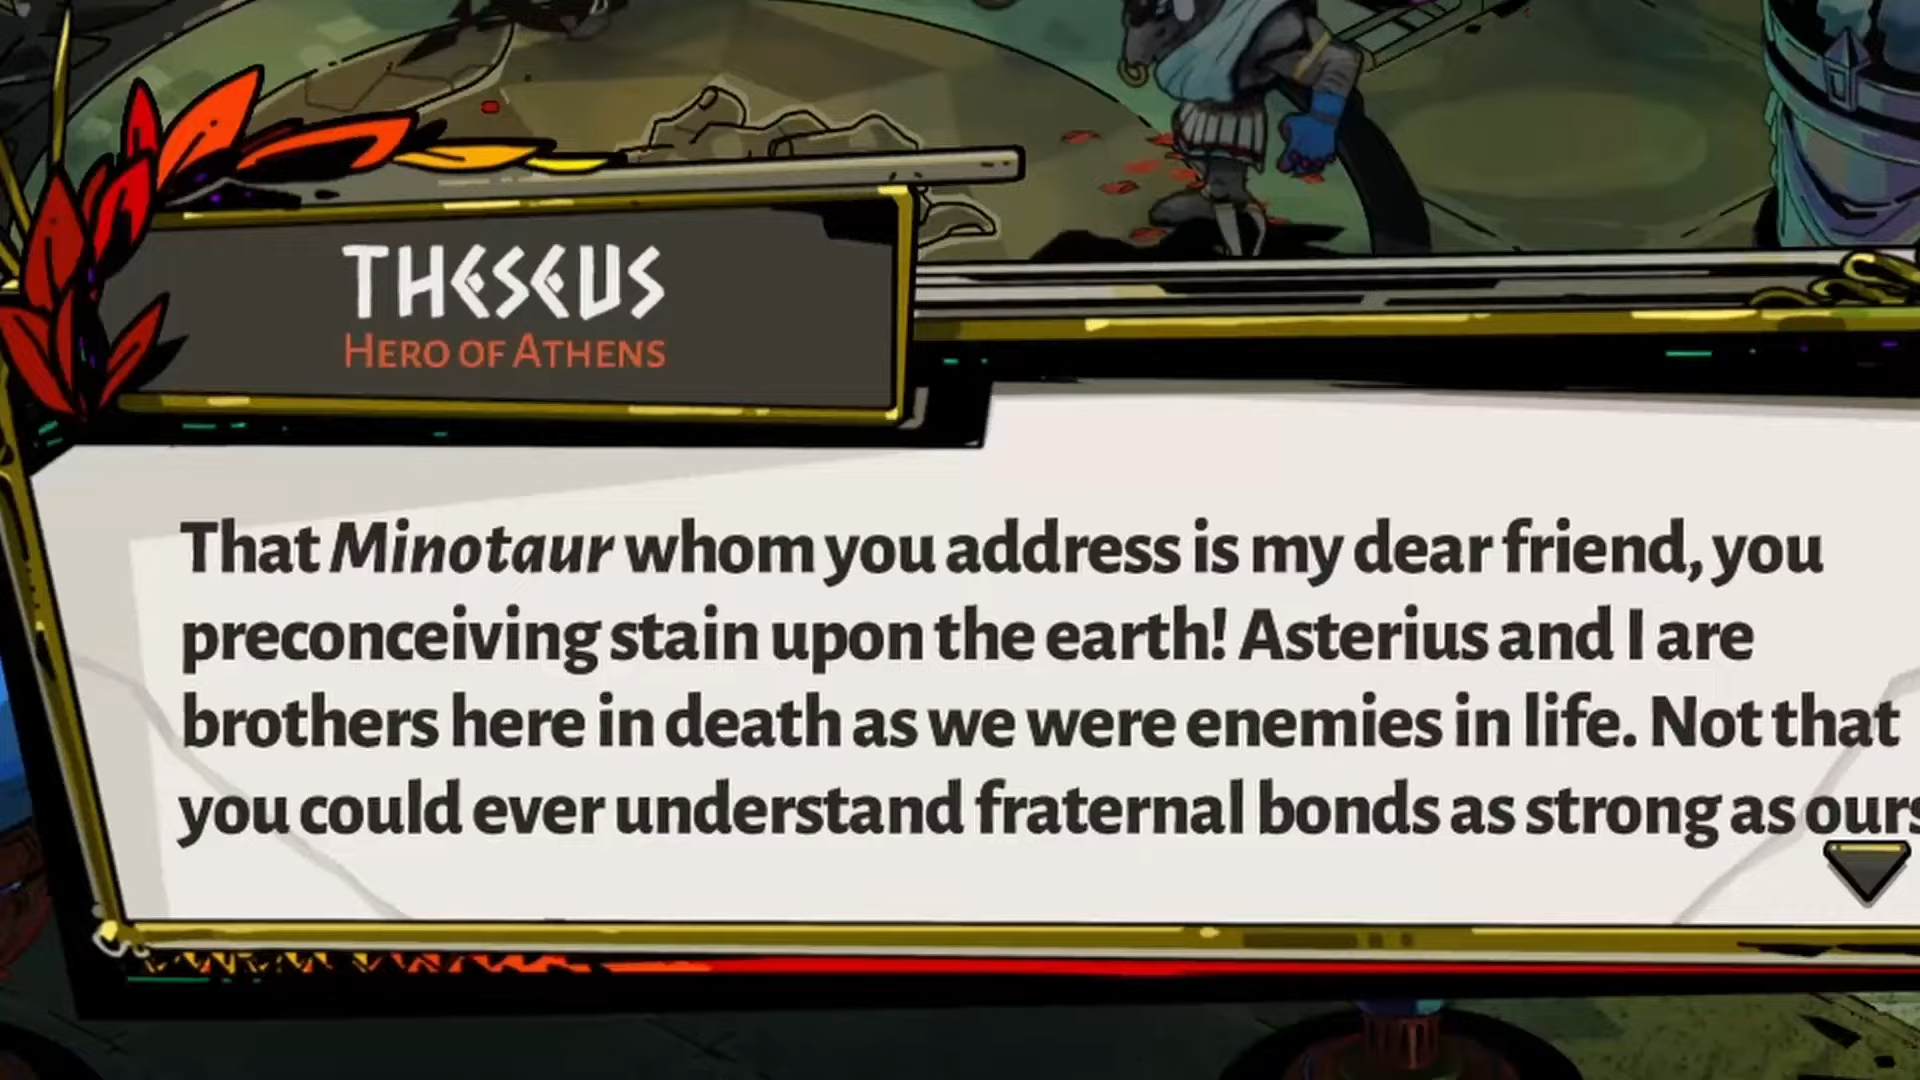 THESEUS
HERO OF ATHENS
That Minotaur whom you address is my dear friend, you
preconceiving stain upon the earth! Asterius and I are
brothers here in death as we were enemies in life. Not that
you could ever understand fraternal bonds as strong as ours